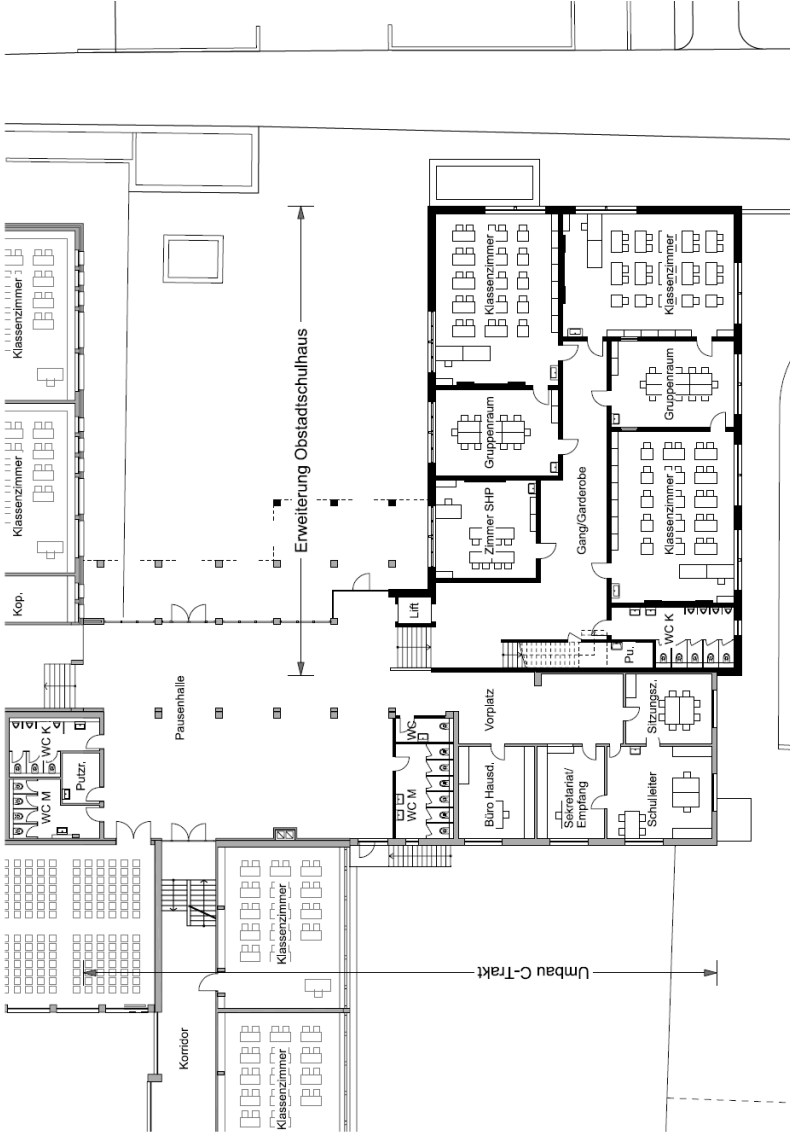 Klassenzimmer
Klassenzimmer
Kop.
Erweiterung Obstadtschulhaus
Klassenzimmer
Klassenzimmer
Gruppenraum
Gruppenraum
Zimmer SHP
Gang/Garderobe
Klassenzimmer
Lift
WC K
Pu.
Pausenhalle
Vorplatz
Sitzungsz.
WC K
Putzr.
WC M
WC
WC M
Büro Hausd.
Sekretariat/
Empfang
Schulleiter
Klassenzimmer
Umbau C-Trakt
Korridor
Klassenzimmer